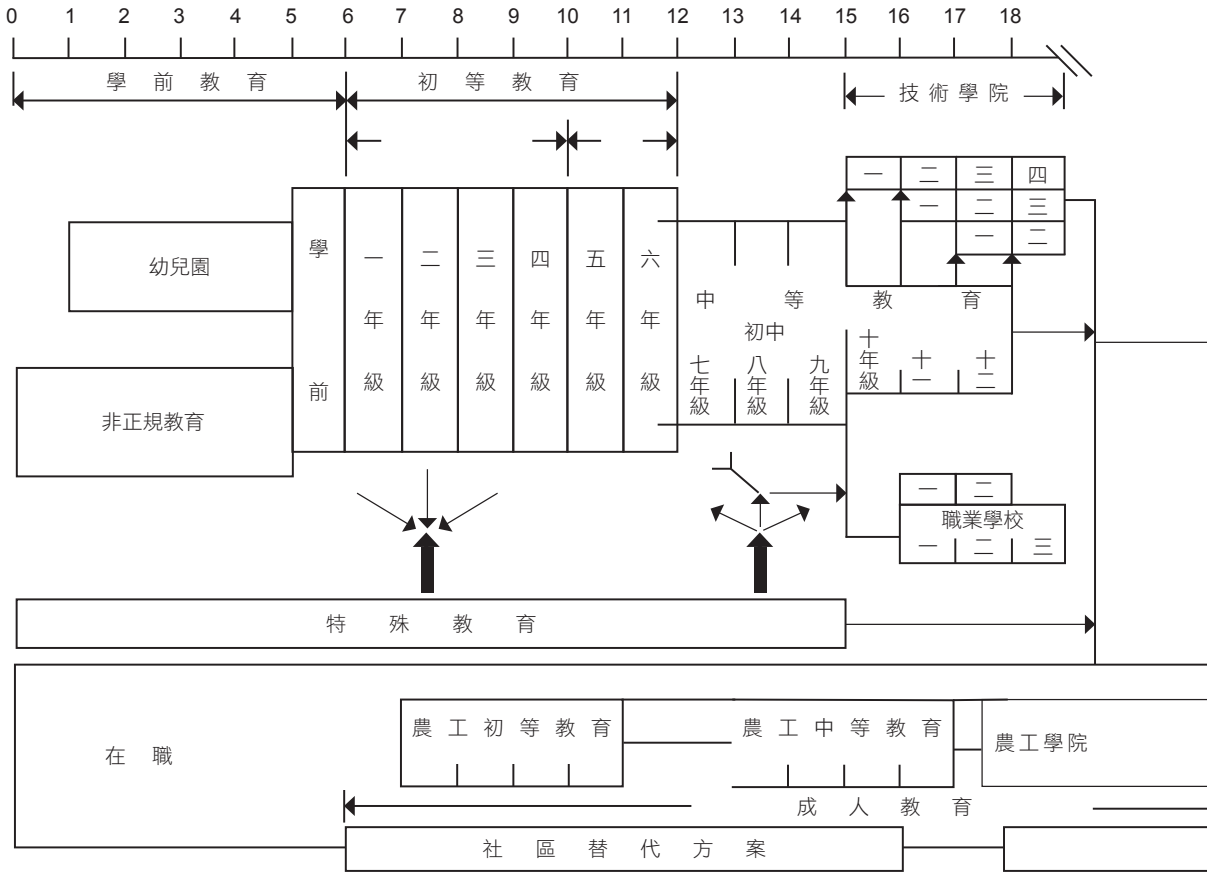 0 1 2 3 4 5 6 7 8 9 10 11 12 13 14 15 16 17 18
學前教育
初等教育
技術學院
一 二 三 四
一 二 三
一 二
幼兒園
非正規教育
學前
一年級
二年級
三年級
四年級
五年級
六年級
中等教育
初中
七年級
八年級
九年級
十年級
十一
十二
一 二
職業學校
一 二 三
特殊教育
在職
農工初等教育
農工中等教育
農工學院
成人教育
社區替代方案